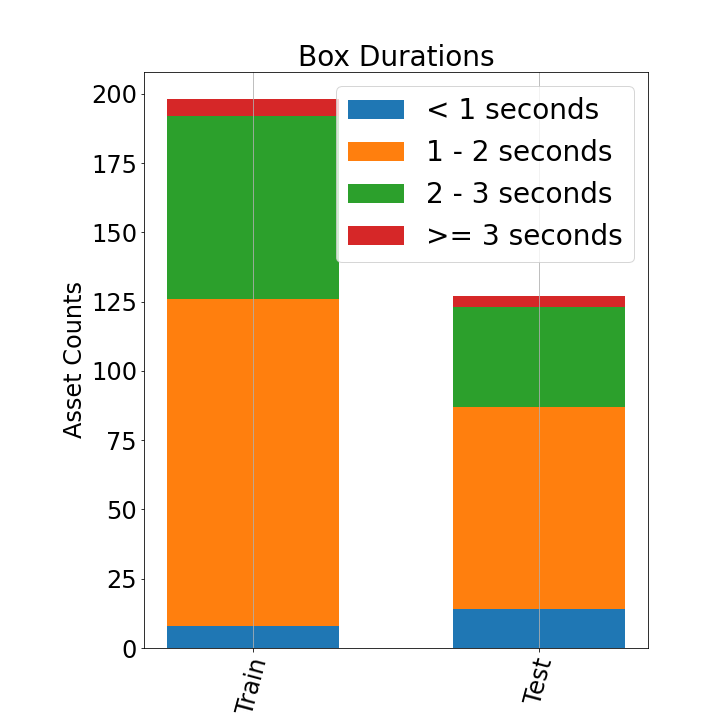 Box Durations
< 1 seconds
1 - 2 seconds
2 - 3 seconds
>= 3 seconds
Asset Counts
200
175
150
125
100
75
50
25
0
Train
Test